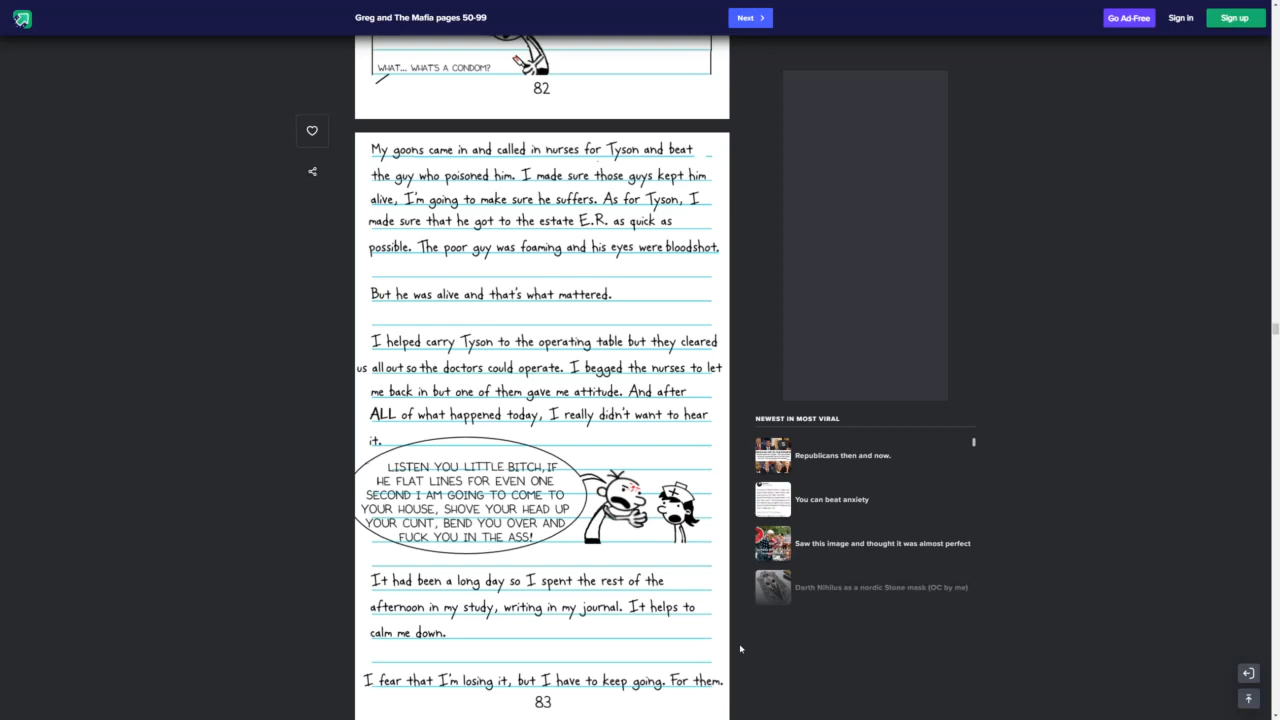 Greg and The Mafia pages 50-99
Next
Go Ad-Free
Sign in
Sign up
WHAT... WHAT'S A CONDOM?
82
My goons came in and called in nurses for Tyson and beat
the guy who poisoned him. I made sure those guys kept him
alive, I'm going to make sure he suffers. As for Tyson, I
made sure that he got to the estate E.R. as quick as
possible. The poor guy was foaming and his eyes were bloodshot.
But he was alive and that's what mattered.
I helped carry Tyson to the operating table but they cleared
us all out so the doctors could operate. I begged the nurses to let
me back in but one of them gave me attitude. And after
ALL of what happened today, I really didn't want to hear
it.
LISTEN YOU LITTLE BITCH, IF
HE FLAT LINES FOR EVEN ONE
SECOND I AM GOING TO COME TO
YOUR HOUSE, SHOVE YOUR HEAD UP
YOUR CUNT, BEND YOU OVER AND
FUCK YOU IN THE ASS!
It had been a long day so I spent the rest of the
afternoon in my study, writing in my journal. It helps to
calm me down.
I fear that I'm losing it, but I have to keep going. For them.
83
NEWEST IN MOST VIRAL
Republicans then and now.
You can beat anxiety
Saw this image and thought it was almost perfect
Darth Nihilus as a nordic Stone mask (OC by me)